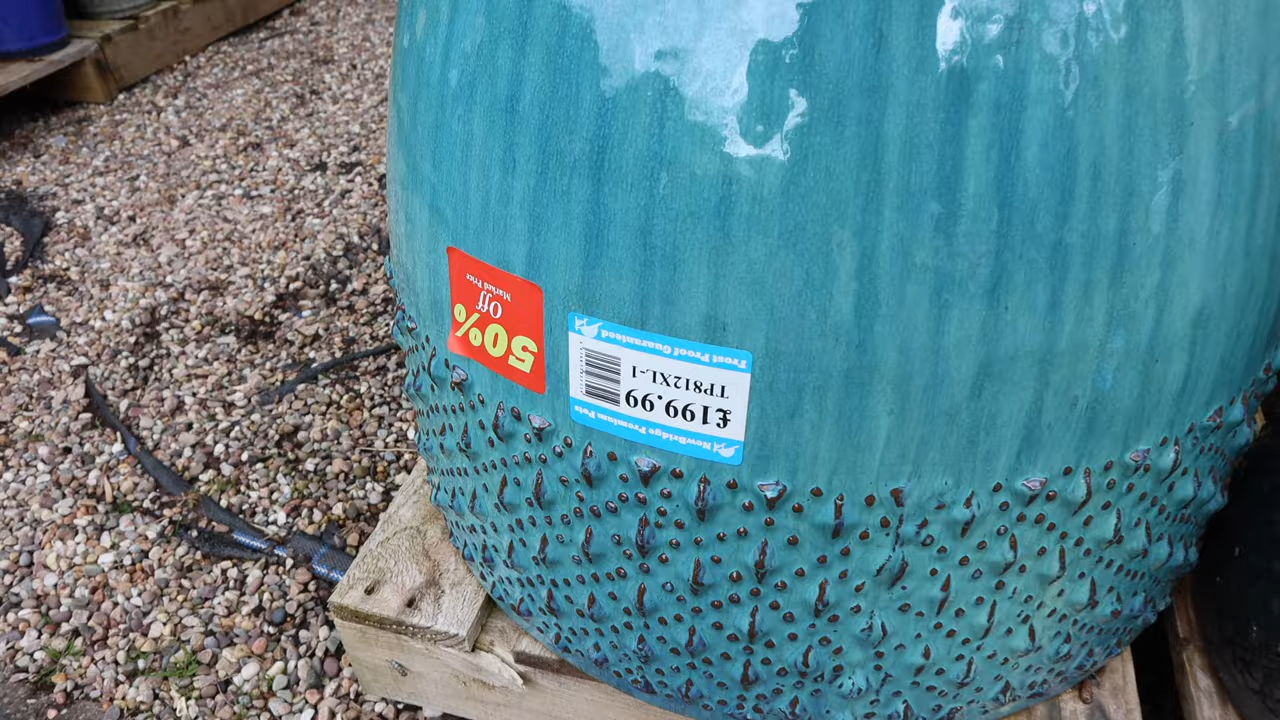 50%
Off
Marked Price
NewBridge Premium Pots
£199.99
TP812XL-1
Frost Proof Guaranteed